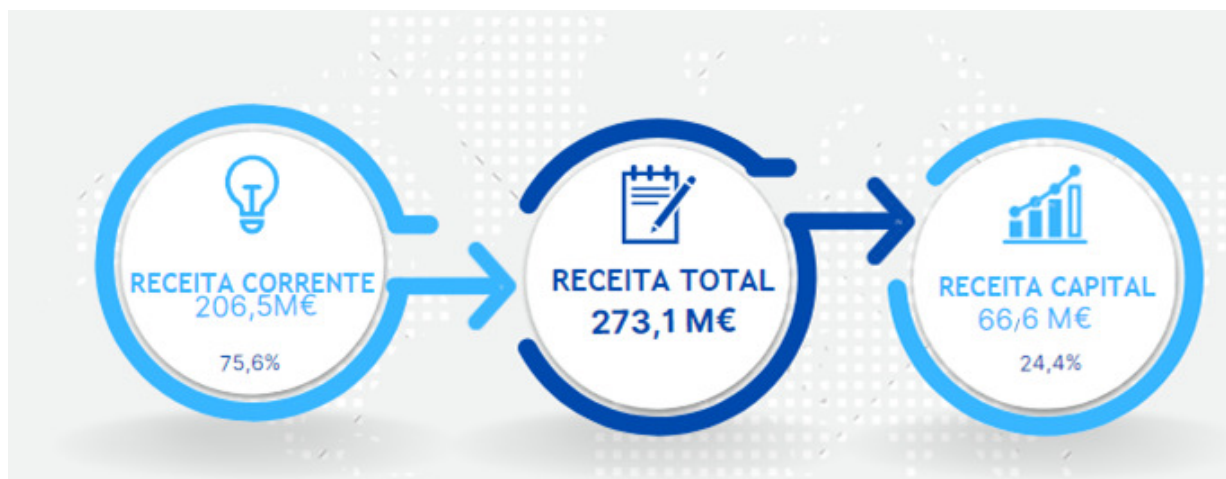 RECEITA CORRENTE
206,5M€
75,6%
RECEITA TOTAL
273,1 M€
RECEITA CAPITAL
66,6 M€
24,4%